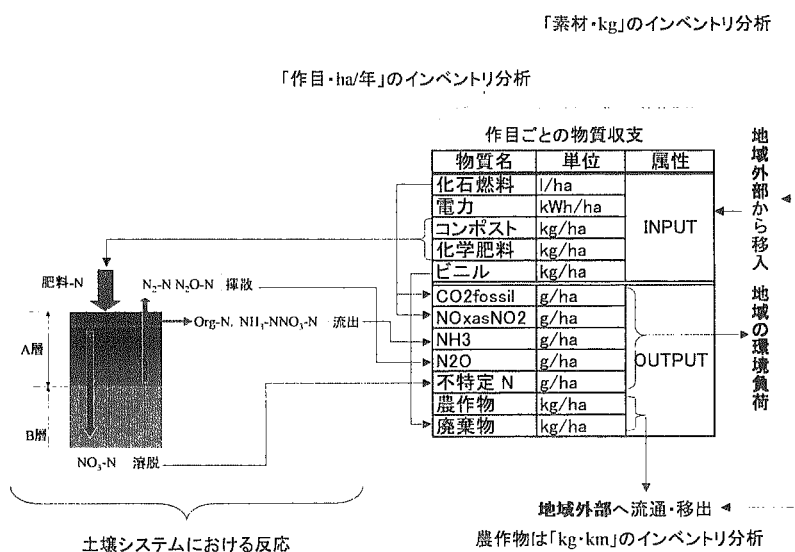 「素材・kg」のインベントリ分析
「作目・ha/年」のインベントリ分析
作目ごとの物質収支
物質名 単位 属性
化石燃料 l/ha
電力 kWh/ha
コンポスト kg/ha
化学肥料 kg/ha
ビニル kg/ha
INPUT
CO2fossil g/ha
NOxasNO2 g/ha
NH3 g/ha
N2O g/ha
不特定 N g/ha
農作物 kg/ha
廃棄物 kg/ha
OUTPUT
地域外部から移入
地域の環境負荷
肥料-N
N₂-N N₂O-N 揮散
Org-N, NH₃-NNO₃-N 流出
A層
B層
NO₃-N 溶脱
土壌システムにおける反応
地域外部へ流通・移出
農作物は「kg・km」のインベントリ分析